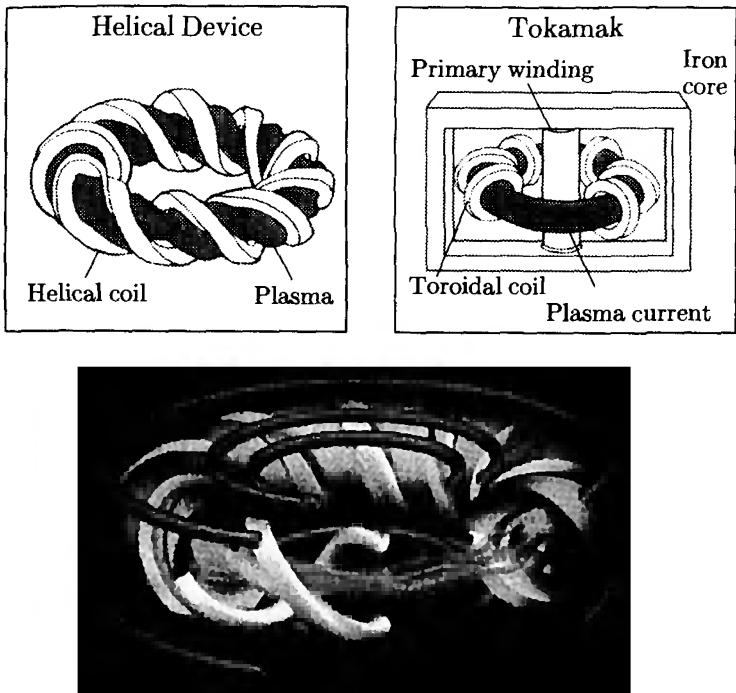 Helical Device
Helical coil
Plasma
Tokamak
Primary winding
Iron
core
Toroidal coil
Plasma current